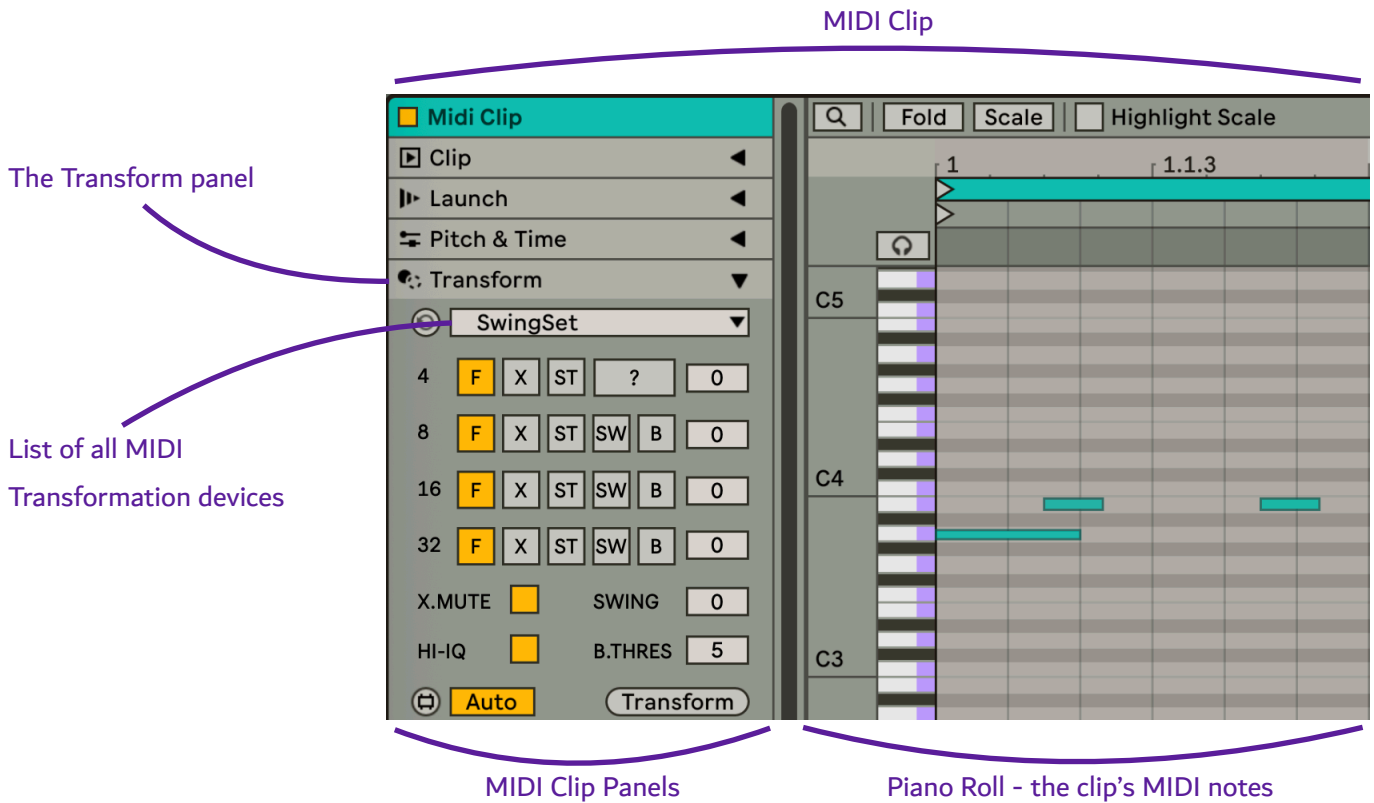 MIDI Clip
Midi Clip
Fold Scale Highlight Scale
The Transform panel
Clip
1 1.1.3
Launch
Pitch & Time
Transform
C5
SwingSet
4 F X ST ? 0
List of all MIDI
Transformation devices
8 F X ST SW B 0
C4
16 F X ST SW B 0
32 F X ST SW B 0
X.MUTE SWING 0
HI-IQ B.THRES 5
C3
Auto Transform
MIDI Clip Panels
Piano Roll - the clip’s MIDI notes